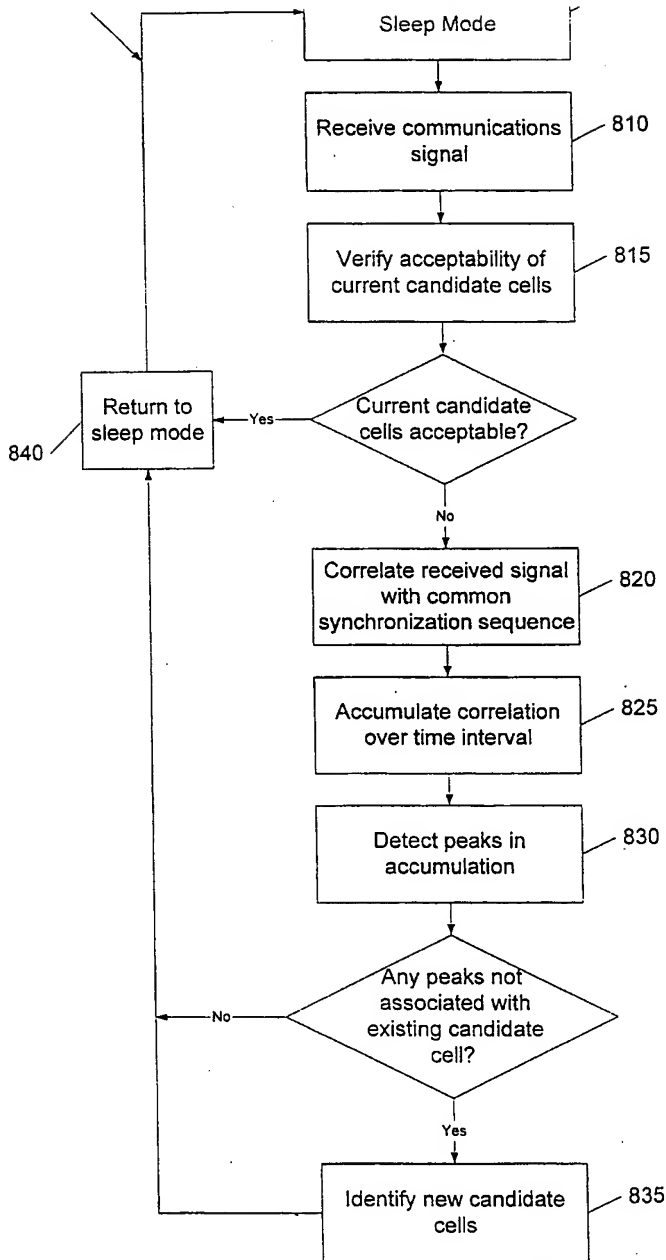 Sleep Mode
Receive communications
signal
810
Verify acceptability of
current candidate cells
815
Current candidate
cells acceptable?
Yes
Return to
sleep mode
840
No
Correlate received signal
with common
synchronization sequence
820
Accumulate correlation
over time interval
825
Detect peaks in
accumulation
830
Any peaks not
associated with
existing candidate
cell?
No
Yes
Identify new candidate
cells
835